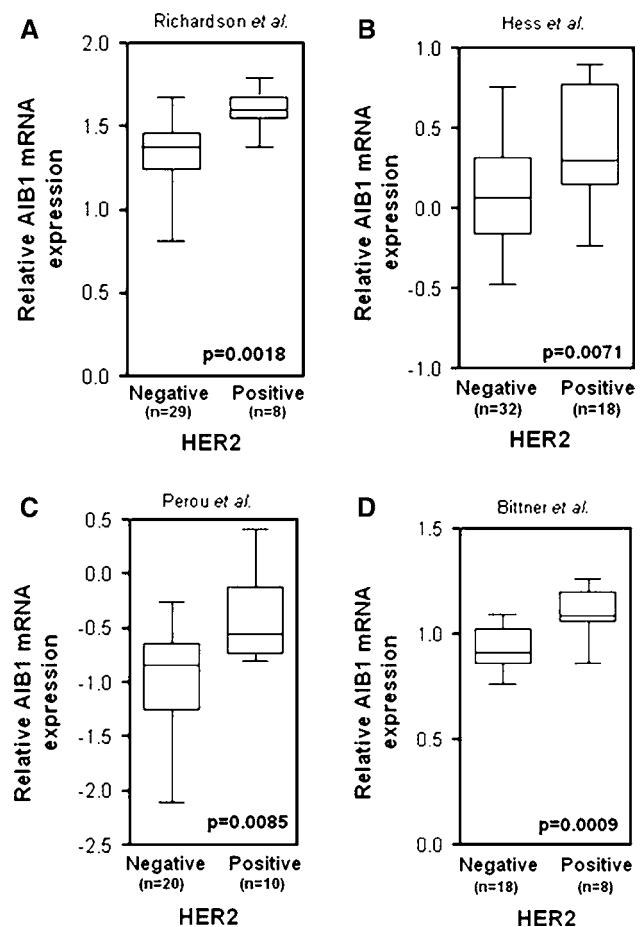 A
Richardson et al.
Relative AIB1 mRNA
expression
2.0
1.5
1.0
0.5
0.0
p=0.0018
Negative Positive
(n=29) (n=8)
HER2
B
Hess et al.
Relative AIB1 mRNA
expression
1.0
0.5
0.0
-0.5
-1.0
p=0.0071
Negative Positive
(n=32) (n=18)
HER2
C
Perou et al.
Relative AIB1 mRNA
expression
0.5
0.0
-0.5
-1.0
-1.5
-2.0
-2.5
p=0.0085
Negative Positive
(n=20) (n=10)
HER2
D
Bittner et al.
Relative AIB1 mRNA
expression
1.5
1.0
0.5
0.0
p=0.0009
Negative Positive
(n=18) (n=8)
HER2